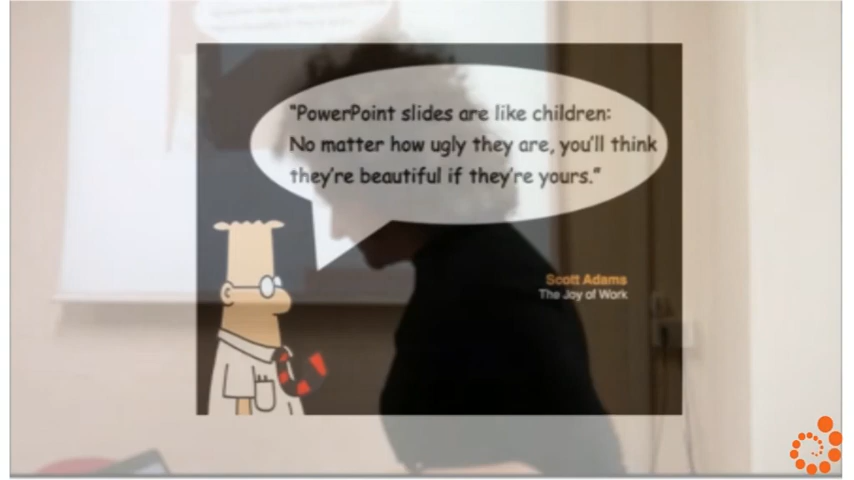 “PowerPoint slides are like children:
No matter how ugly they are, you’ll think
they’re beautiful if they’re yours.”
Scott Adams
The Joy of Work